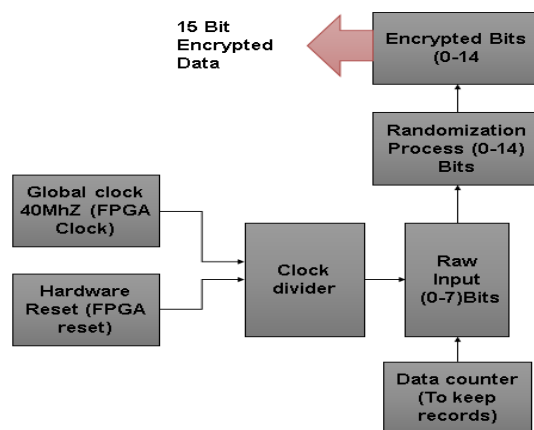 15 Bit
Encrypted
Data
Encrypted Bits
(0-14
Randomization
Process (0-14)
Bits
Global clock
40MhZ (FPGA
Clock)
Hardware
Reset (FPGA
reset)
Clock
divider
Raw
Input
(0-7)Bits
Data counter
(To keep
records)